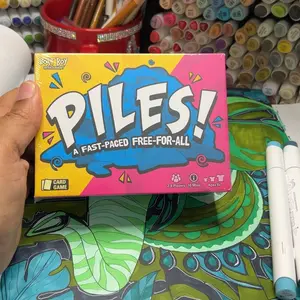 PILES!
A FAST-PACED FREE-FOR-ALL
CARD
GAME